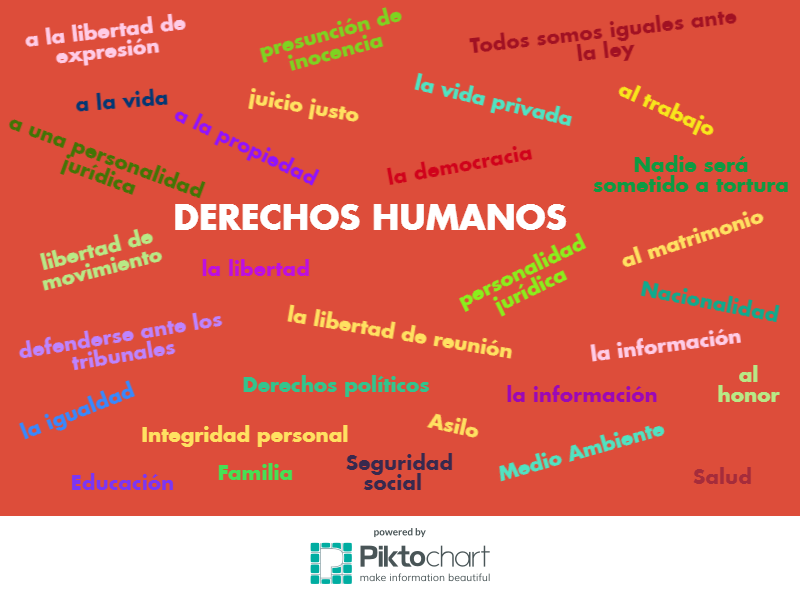 a la libertad de
expresión
presunción de
inocencia
Todos somos iguales ante
la ley
a la vida
juicio justo
la vida privada
al trabajo
a una personalidad
jurídica
a la propiedad
la democracia
Nadie será
sometido a tortura
DERECHOS HUMANOS
libertad de
movimiento
la libertad
personalidad
jurídica
al matrimonio
Nacionalidad
defenderse ante los
tribunales
la libertad de reunión
la información
la igualdad
Derechos políticos
la información
al
honor
Integridad personal
Asilo
Medio Ambiente
Educación
Familia
Seguridad
social
Salud
powered by
Piktochart
make information beautiful